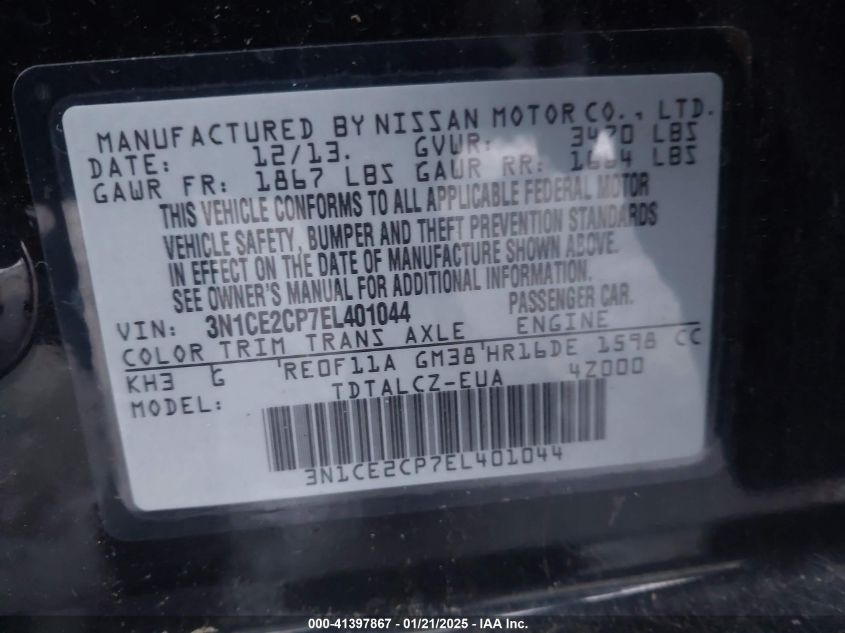 MANUFACTURED BY NISSAN MOTOR CO., LTD.
DATE: 12/13. GVWR: 3470 LBS
GAWR FR: 1867 LBS GAWR RR: 1664 LBS
THIS VEHICLE CONFORMS TO ALL APPLICABLE FEDERAL MOTOR
VEHICLE SAFETY, BUMPER AND THEFT PREVENTION STANDARDS
IN EFFECT ON THE DATE OF MANUFACTURE SHOWN ABOVE.
SEE OWNER'S MANUAL FOR ADDITIONAL INFORMATION.
VIN: 3N1CE2CP7EL401044 PASSENGER CAR.
COLOR TRIM TRANS AXLE ENGINE
KH3 G RE0F11A GM38 HR16DE 1598 CC
MODEL: TDTALCZ-EUA 4Z000
3N1CE2CP7EL401044
000-41397867 - 01/21/2025 - IAA Inc.